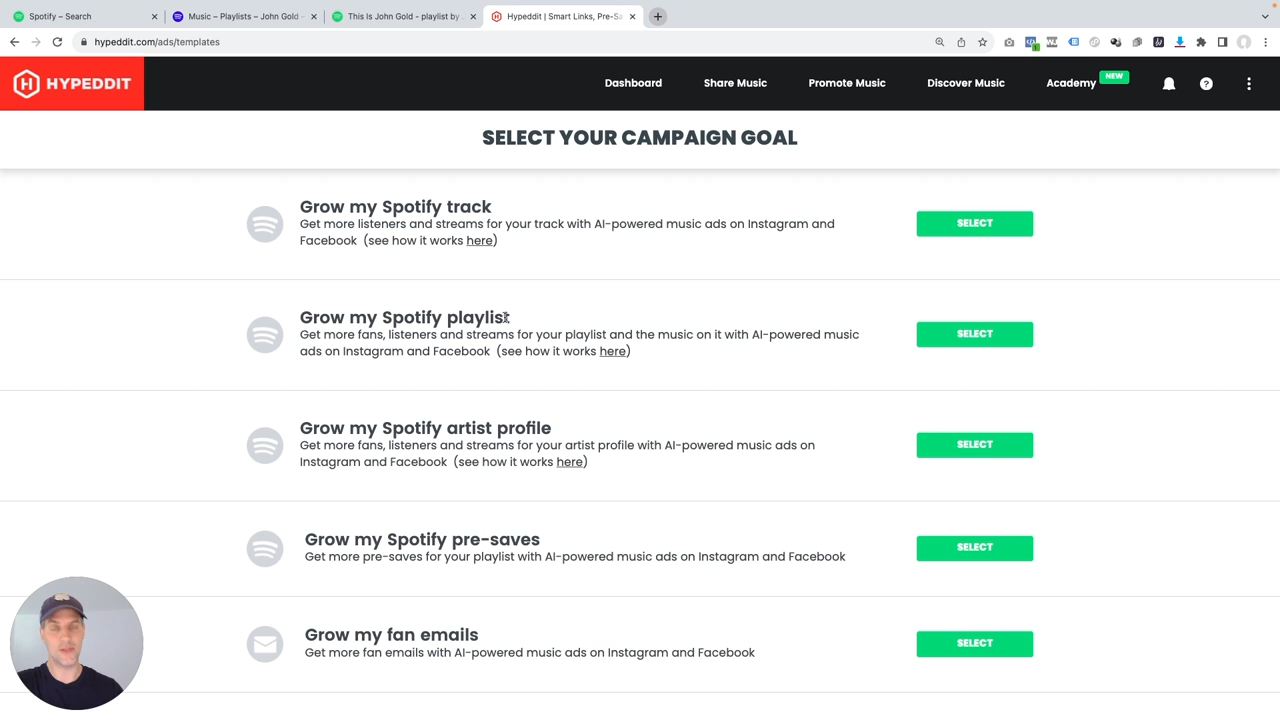 Spotify – Search
Music – Playlists – John Gold -
This Is John Gold - playlist by
Hypeddit | Smart Links, Pre-Sa
hypeddit.com/ads/templates
HYPEDDIT
Dashboard
Share Music
Promote Music
Discover Music
Academy
NEW
SELECT YOUR CAMPAIGN GOAL
Grow my Spotify track
Get more listeners and streams for your track with AI-powered music ads on Instagram and
Facebook (see how it works here)
SELECT
Grow my Spotify playlist
Get more fans, listeners and streams for your playlist and the music on it with AI-powered music
ads on Instagram and Facebook (see how it works here)
SELECT
Grow my Spotify artist profile
Get more fans, listeners and streams for your artist profile with AI-powered music ads on
Instagram and Facebook (see how it works here)
SELECT
Grow my Spotify pre-saves
Get more pre-saves for your playlist with AI-powered music ads on Instagram and Facebook
SELECT
Grow my fan emails
Get more fan emails with AI-powered music ads on Instagram and Facebook
SELECT